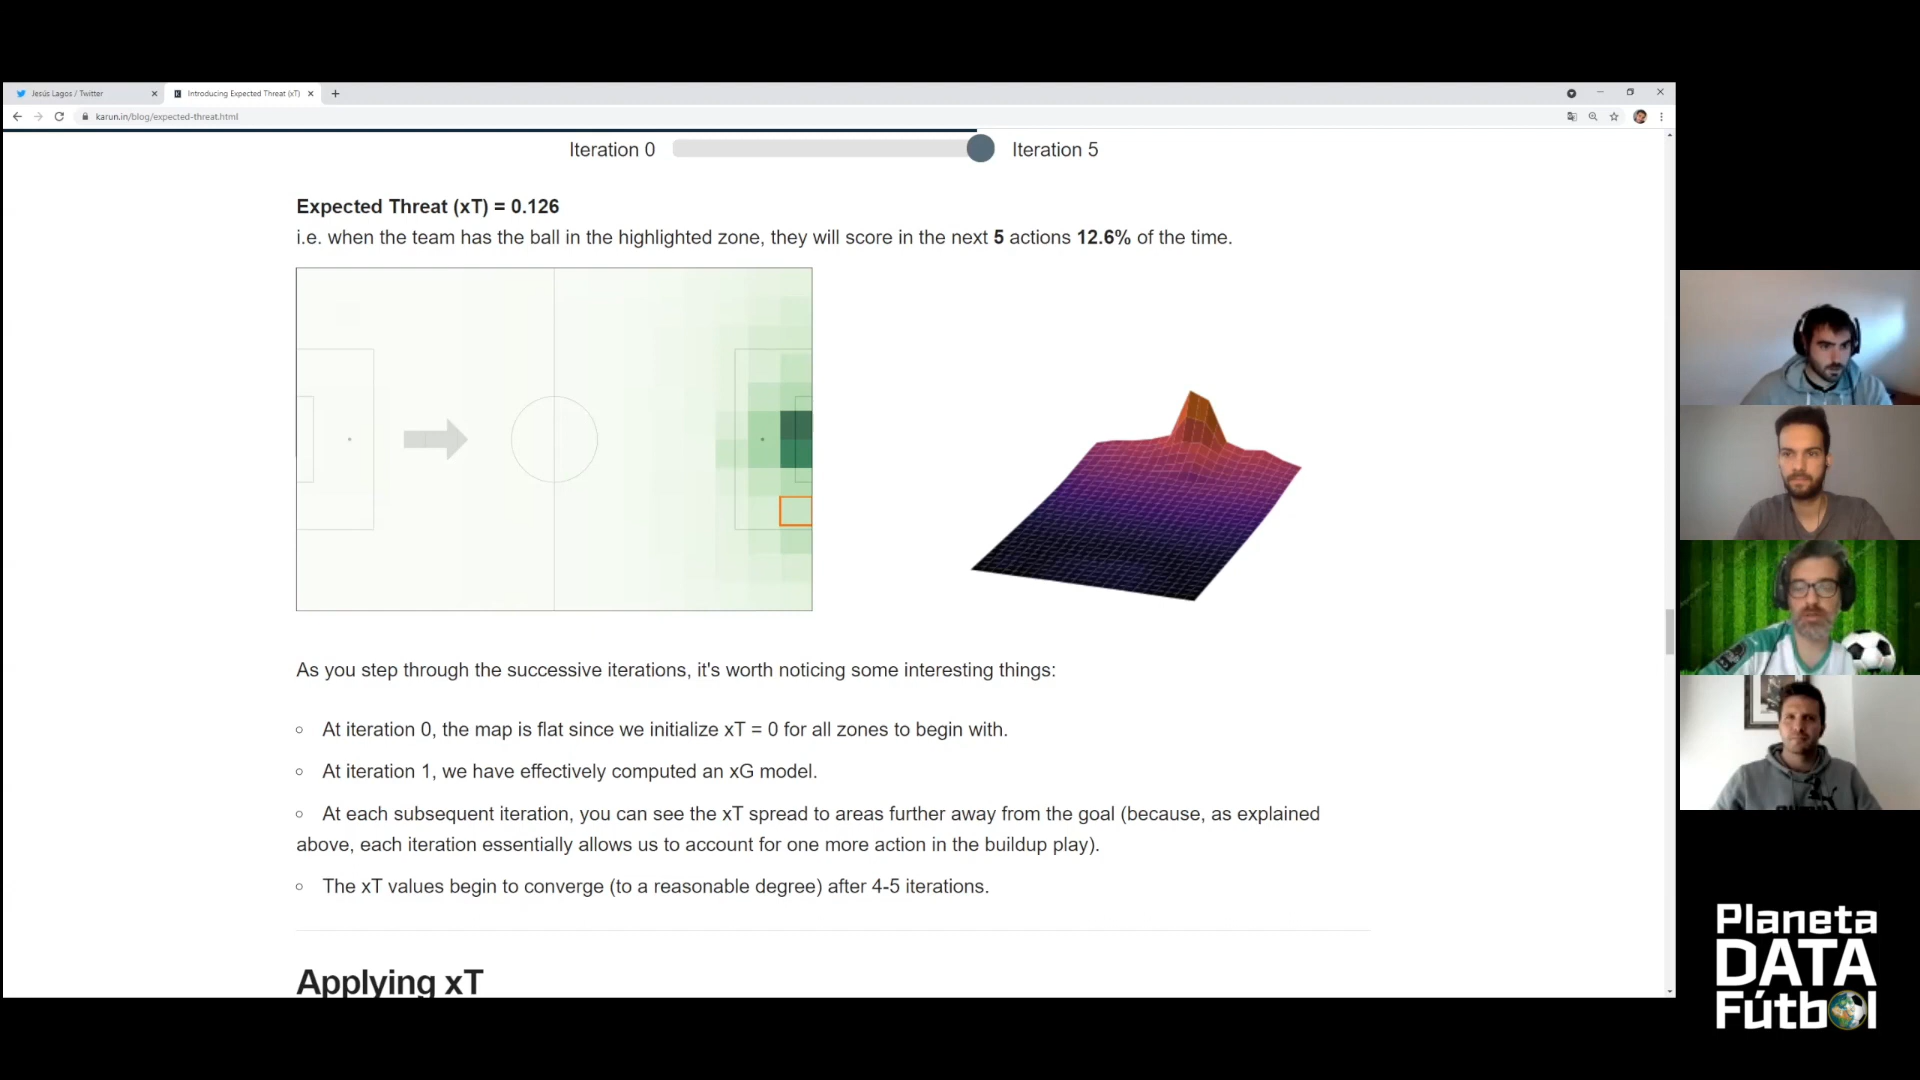 Jesús Lagos / Twitter
Introducing Expected Threat (xT)
karun.in/blog/expected-threat.html
Iteration 0
Iteration 5
Expected Threat (xT) = 0.126
i.e. when the team has the ball in the highlighted zone, they will score in the next 5 actions 12.6% of the time.
As you step through the successive iterations, it's worth noticing some interesting things:
At iteration 0, the map is flat since we initialize xT = 0 for all zones to begin with.
At iteration 1, we have effectively computed an xG model.
At each subsequent iteration, you can see the xT spread to areas further away from the goal (because, as explained
above, each iteration essentially allows us to account for one more action in the buildup play).
The xT values begin to converge (to a reasonable degree) after 4-5 iterations.
Applying xT
Planeta
DATA
Fútbol